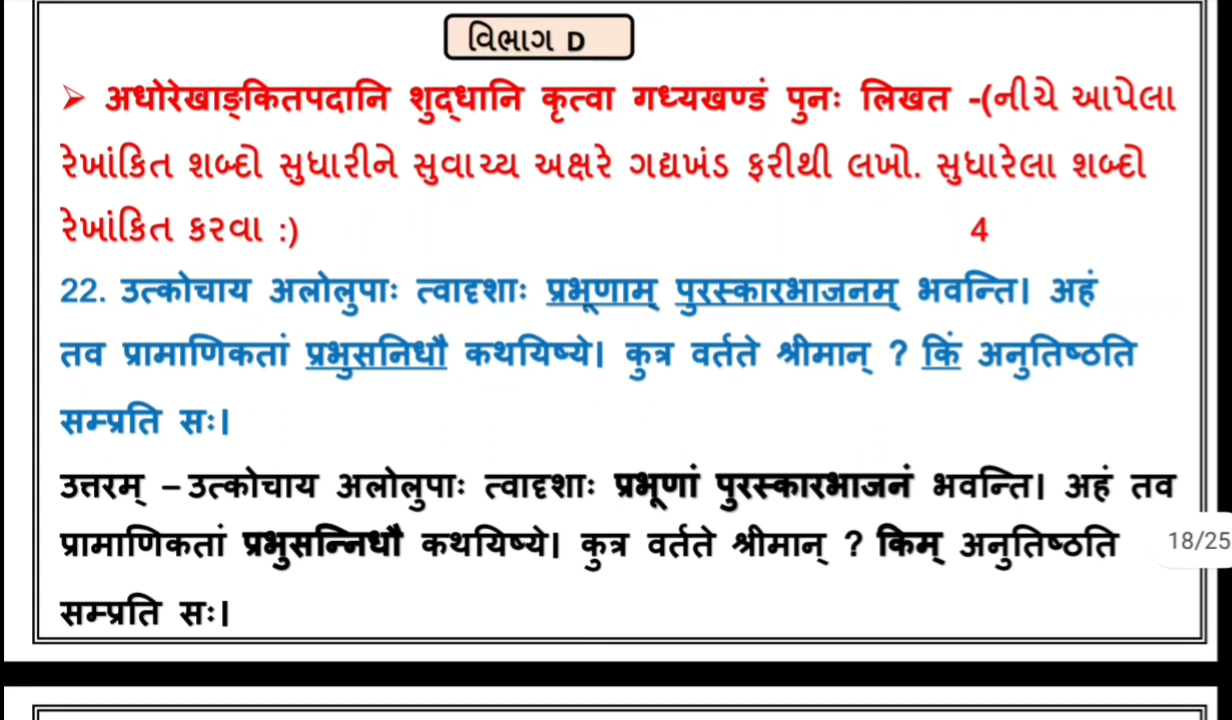 વિભાગ D
➢ अधोरेखाङ्कितपदानि शुद्धानि कृत्वा गध्यखण्डं पुनः लिखत -(નીચે આપેલા
રેખાંકિત શબ્દો સુધારીને સુવાચ્ય અક્ષરે ગદ્યખંડ ફરીથી લખો. સુધારેલા શબ્દો
રેખાંકિત કરવા :) 4
22. उत्कोचाय अलोलुपाः त्वादृशाः प्रभूणाम् पुरस्कारभाजनम् भवन्ति। अहं
तव प्रामाणिकतां प्रभुसनिधौ कथयिष्ये। कुत्र वर्तते श्रीमान् ? किं अनुतिष्ठति
सम्प्रति सः।
उत्तरम् – उत्कोचाय अलोलुपाः त्वादृशाः प्रभूणां पुरस्कारभाजनं भवन्ति। अहं तव
प्रामाणिकतां प्रभुसन्निधौ कथयिष्ये। कुत्र वर्तते श्रीमान् ? किम् अनुतिष्ठति
18/25
सम्प्रति सः।